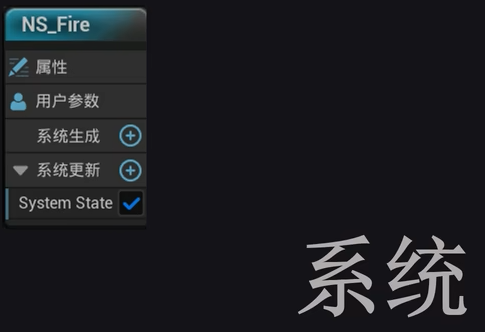 NS_Fire
属性
用户参数
系统生成
系统更新
System State
系统